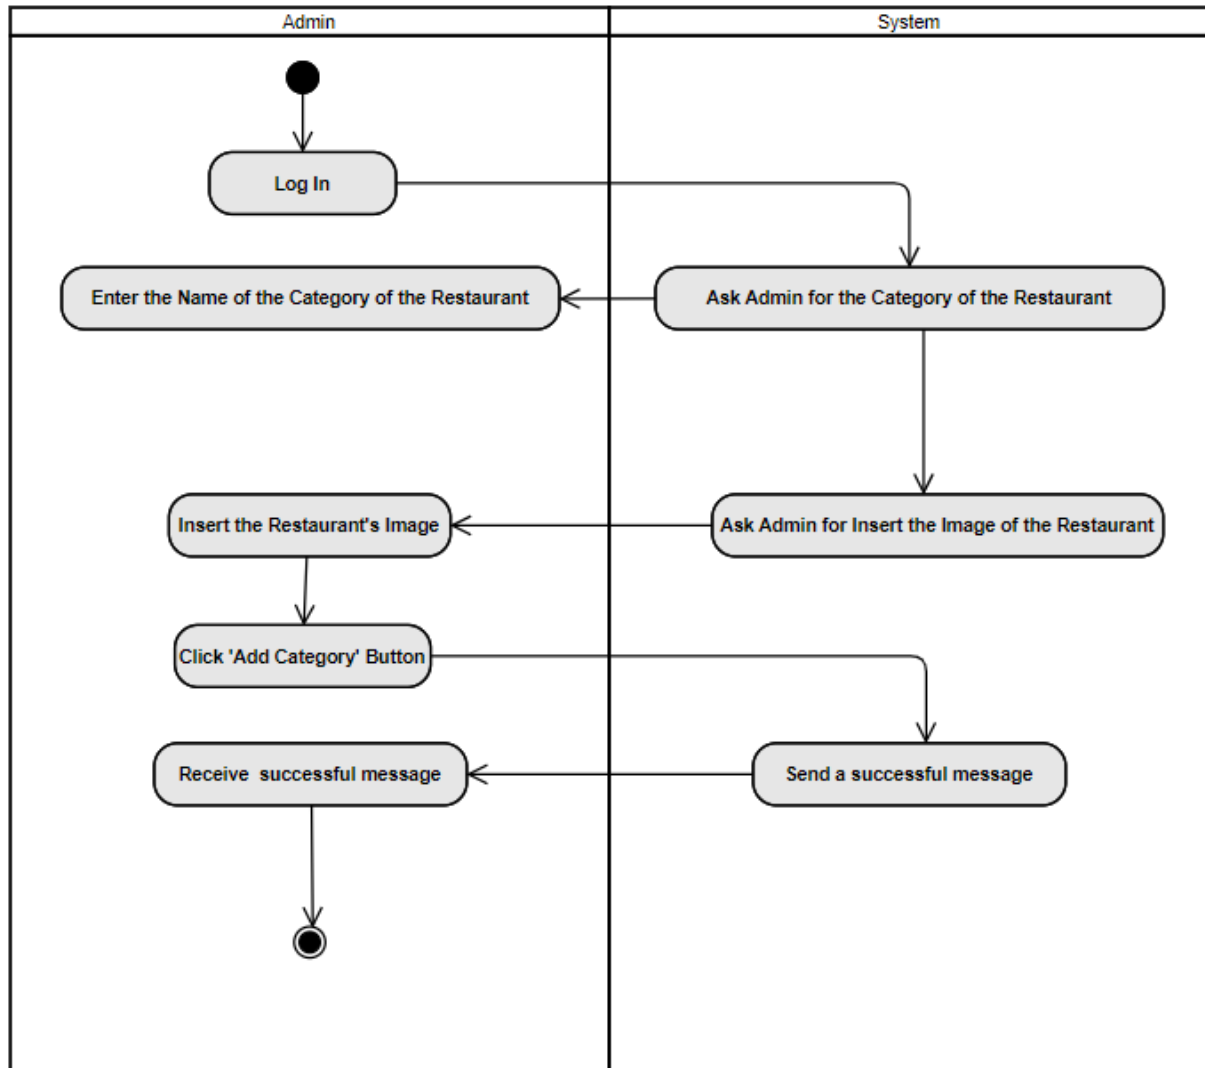 Admin
System
Log In
Enter the Name of the Category of the Restaurant
Ask Admin for the Category of the Restaurant
Insert the Restaurant's Image
Ask Admin for Insert the Image of the Restaurant
Click 'Add Category' Button
Receive  successful message
Send a successful message